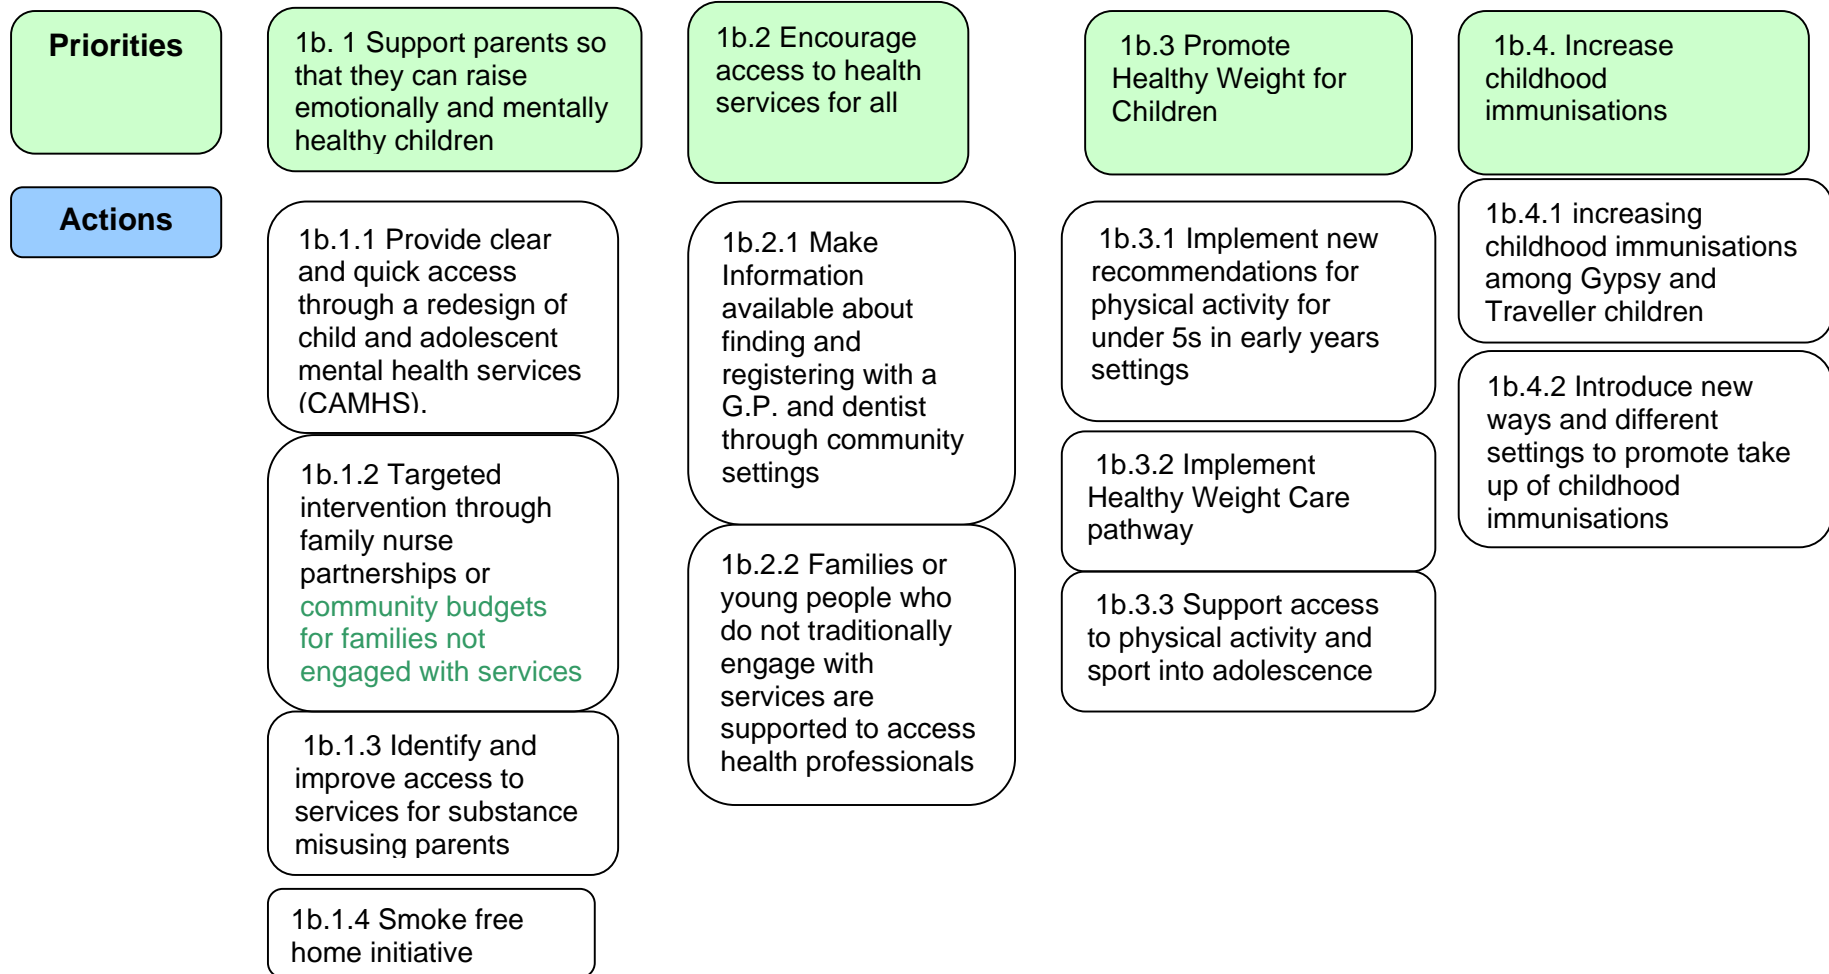 Priorities
1b. 1 Support parents so
that they can raise
emotionally and mentally
healthy children
1b.2 Encourage
access to health
services for all
1b.3 Promote
Healthy Weight for
Children
1b.4. Increase
childhood
immunisations
Actions
1b.1.1 Provide clear
and quick access
through a redesign of
child and adolescent
mental health services
(CAMHS).
1b.1.2 Targeted
intervention through
family nurse
partnerships or
community budgets
for families not
engaged with services
1b.1.3 Identify and
improve access to
services for substance
misusing parents
1b.1.4 Smoke free
home initiative
1b.2.1 Make
Information
available about
finding and
registering with a
G.P. and dentist
through community
settings
1b.2.2 Families or
young people who
do not traditionally
engage with
services are
supported to access
health professionals
1b.3.1 Implement new
recommendations for
physical activity for
under 5s in early years
settings
1b.3.2 Implement
Healthy Weight Care
pathway
1b.3.3 Support access
to physical activity and
sport into adolescence
1b.4.1 increasing
childhood immunisations
among Gypsy and
Traveller children
1b.4.2 Introduce new
ways and different
settings to promote take
up of childhood
immunisations